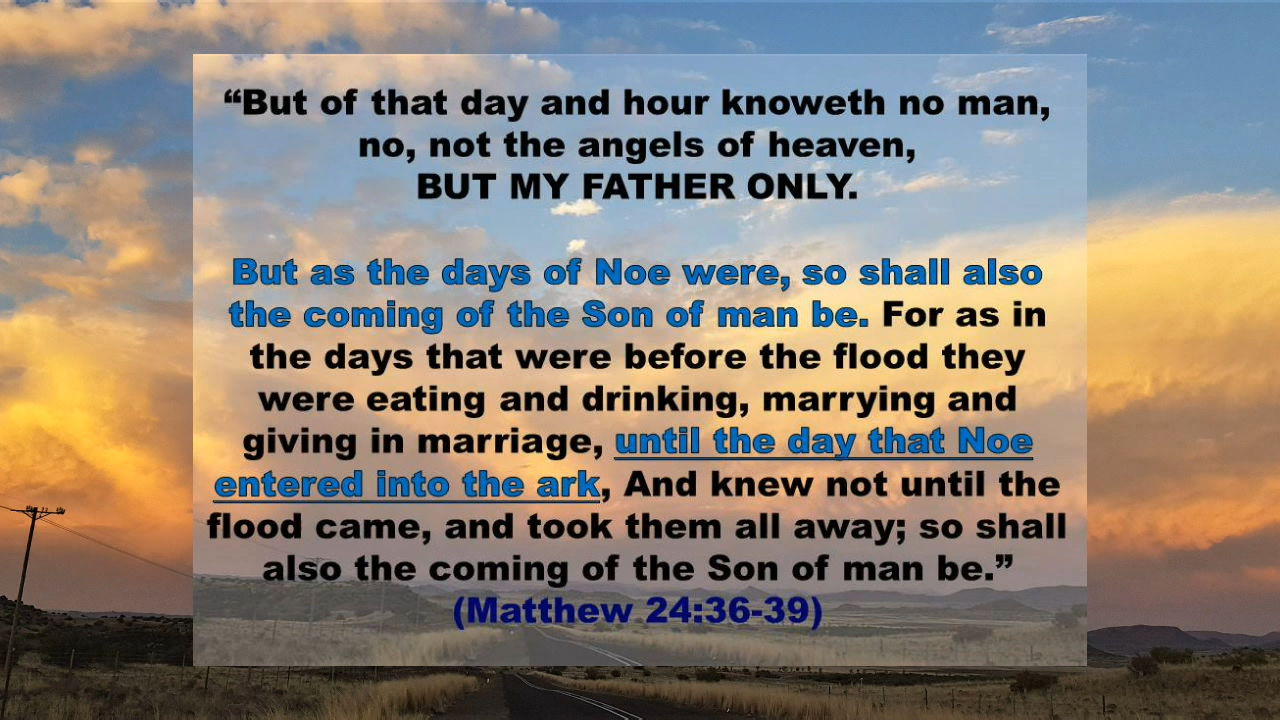 “But of that day and hour knoweth no man,
no, not the angels of heaven,
BUT MY FATHER ONLY.
But as the days of Noe were, so shall also
the coming of the Son of man be. For as in
the days that were before the flood they
were eating and drinking, marrying and
giving in marriage, until the day that Noe
entered into the ark, And knew not until the
flood came, and took them all away; so shall
also the coming of the Son of man be.”
(Matthew 24:36-39)